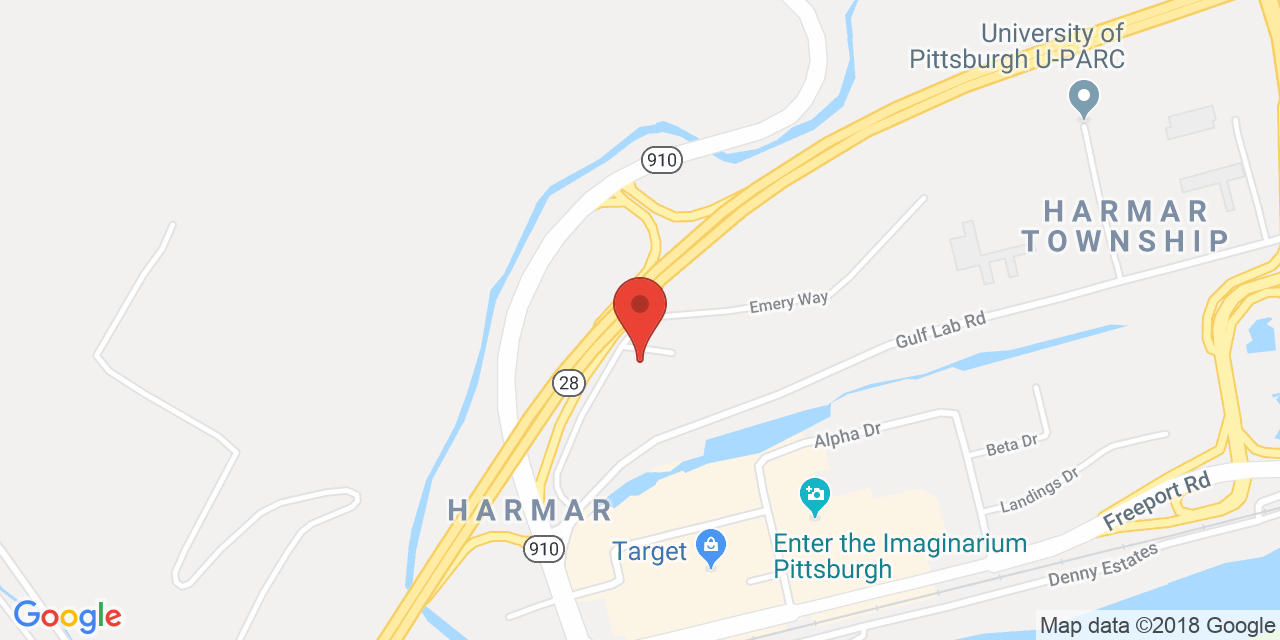 University of
Pittsburgh U-PARC
910
HARMAR
TOWNSHIP
Emery Way
Gulf Lab Rd
28
Alpha Dr
Beta Dr
Landings Dr
Freeport Rd
HARMAR
910
Target
Enter the Imaginarium
Pittsburgh
Denny Estates
Google
Map data ©2018 Google